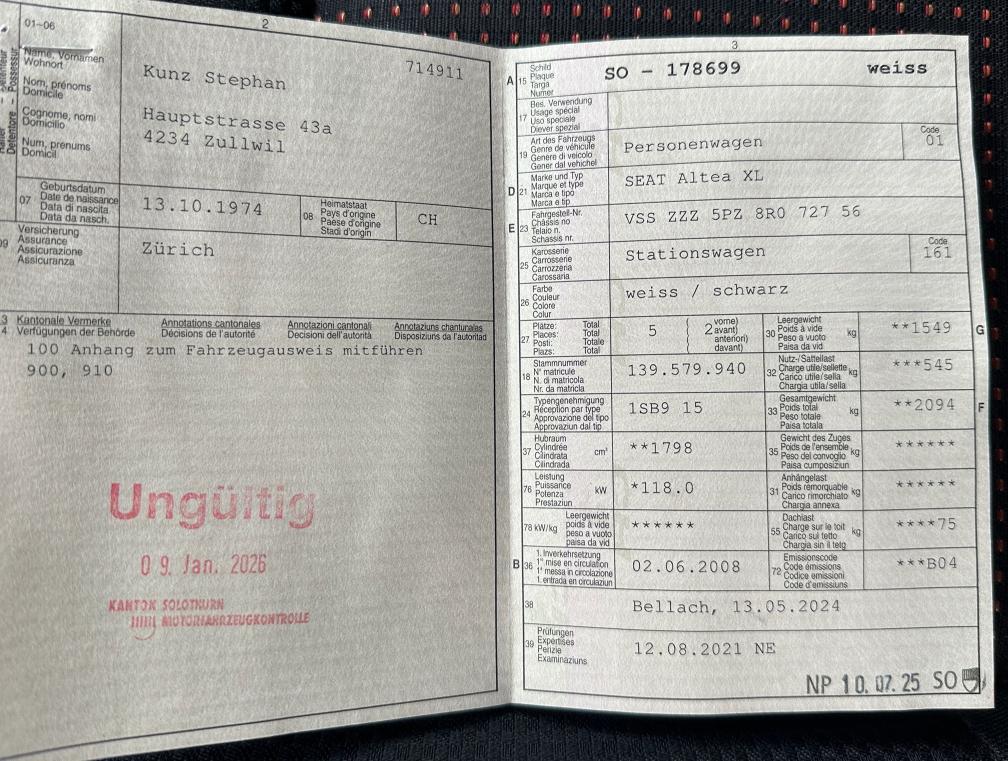 01-06
2
Name, Vornamen
Wohnort
Nom, prénoms
Domicile
Cognome, nomi
Domicilio
Num, prenums
Domicil
714911
Kunz Stephan
Hauptstrasse 43a
4234 Zullwil
07 Geburtsdatum
Date de naissance
Data di nascita
Data da nasch.
13.10.1974
08 Heimatstaat
Pays d'origine
Paese d'origine
Stadi d'origin
CH
09 Versicherung
Assurance
Assicurazione
Assicuranza
Zürich
3 Kantonale Vermerke Annotations cantonales Annotazioni cantonali Annotaziuns chantunalas
4 Verfügungen der Behörde Décisions de l'autorité Decisioni dell'autorità Disposiziuns da l'autoritad
100 Anhang zum Fahrzeugausweis mitführen
900, 910
Ungültig
09. Jan. 2026
KANTON SOLOTHURN
MOTORFAHRZEUGKONTROLLE
3
A 15 Schild
Plaque
Targa
Numer
SO - 178699 weiss
17 Bes. Verwendung
Usage spécial
Uso speciale
Diever spezial
19 Art des Fahrzeugs
Genre de véhicule
Genere di veicolo
Gener dal vehichel
Personenwagen
Code
01
D 21 Marke und Typ
Marque et type
Marca e tipo
Marca e tip
SEAT Altea XL
E 23 Fahrgestell-Nr.
Châssis no
Telaio n.
Schassis nr.
VSS ZZZ 5PZ 8R0 727 56
25 Karosserie
Carrosserie
Carrozzeria
Carossaria
Stationswagen
Code
161
26 Farbe
Couleur
Colore
Colur
weiss / schwarz
27 Plätze: Total
Places: Total
Posti: Totale
Plazs: Total
5
2 vorne)
avant)
anteriori)
davant)
30 Leergewicht
Poids à vide
Peso a vuoto
Paisa da vid
kg
**1549
G
18 Stammnummer
N° matricule
N. di matricola
Nr. da matricla
139.579.940
32 Nutz-/Sattellast
Charge utile/sellette
Carico utile/sella
Chargia utila/sella
kg
***545
24 Typengenehmigung
Réception par type
Approvazione del tipo
Approvaziun dal tip
1SB9 15
33 Gesamtgewicht
Poids total
Peso totale
Paisa totala
kg
**2094
F
37 Hubraum
Cylindrée
Cilindrata
Cilindrada
cm³
**1798
35 Gewicht des Zuges
Poids de l'ensemble
Peso del convoglio
Paisa cumposiziun
kg
******
76 Leistung
Puissance
Potenza
Prestaziun
kW
*118.0
31 Anhängelast
Poids remorquable
Carico rimorchiato
Chargia annexa
kg
******
78 kW/kg Leergewicht
poids à vide
peso a vuoto
paisa da vid
******
55 Dachlast
Charge sur le toit
Carico sul tetto
Chargia sin il tetg
kg
****75
B 36 1. Inverkehrsetzung
1re mise en circulation
1a messa in circolazione
1. entrada en circulaziun
02.06.2008
72 Emissionscode
Code émissions
Codice emissioni
Code d'emissiuns
***B04
38
Bellach, 13.05.2024
39 Prüfungen
Expertises
Perizie
Examinaziuns
12.08.2021 NE
NP 10.07.25 SO